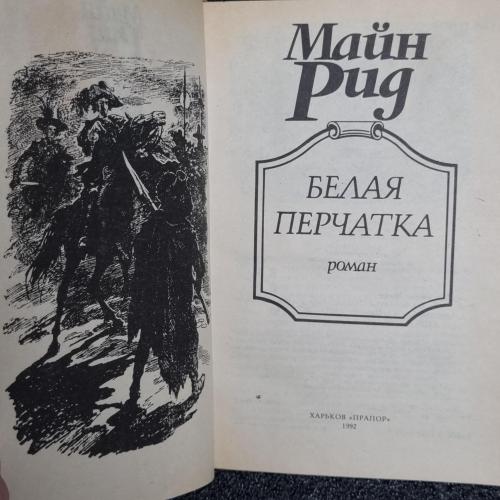 Майн
Рид
БЕЛАЯ
ПЕРЧАТКА
роман
ХАРЬКОВ «ПРАПОР»
1992